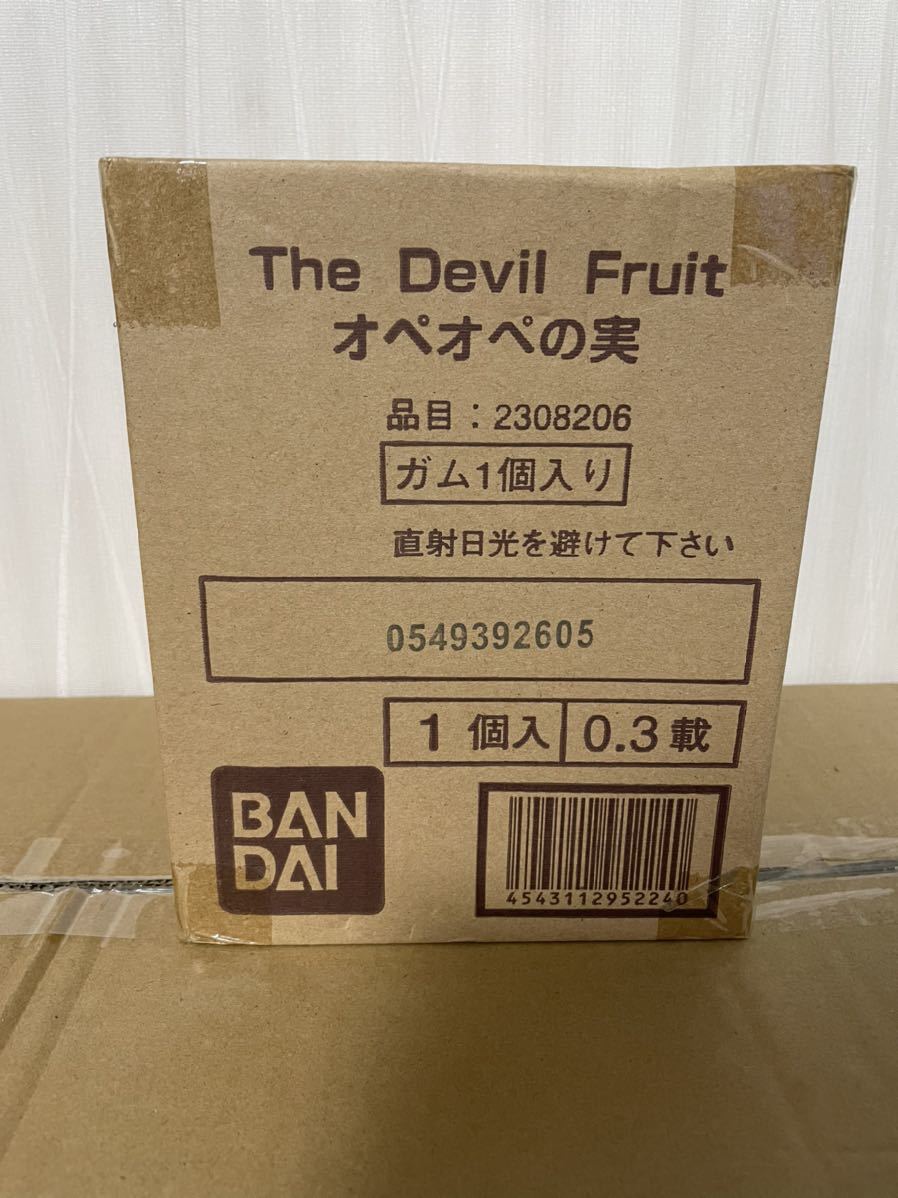 The Devil Fruit
オペオペの実
品目：2308206
ガム1個入り
直射日光を避けて下さい
0549392605
1個入 0.3載
BAN
DAI
4543112952240